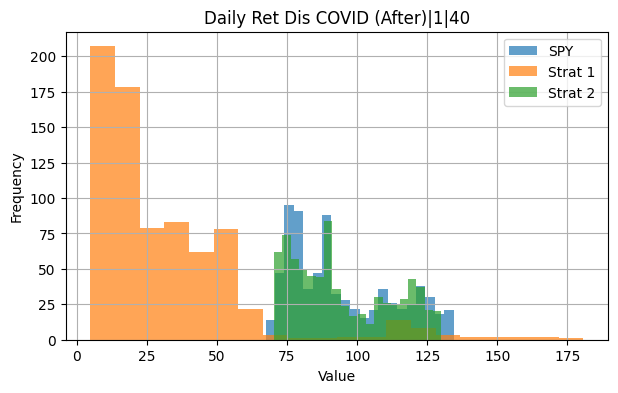 Daily Ret Dis COVID (After)|1|40
SPY
Strat 1
Strat 2
Frequency
200
175
150
125
100
75
50
25
0
0 25 50 75 100 125 150 175
Value